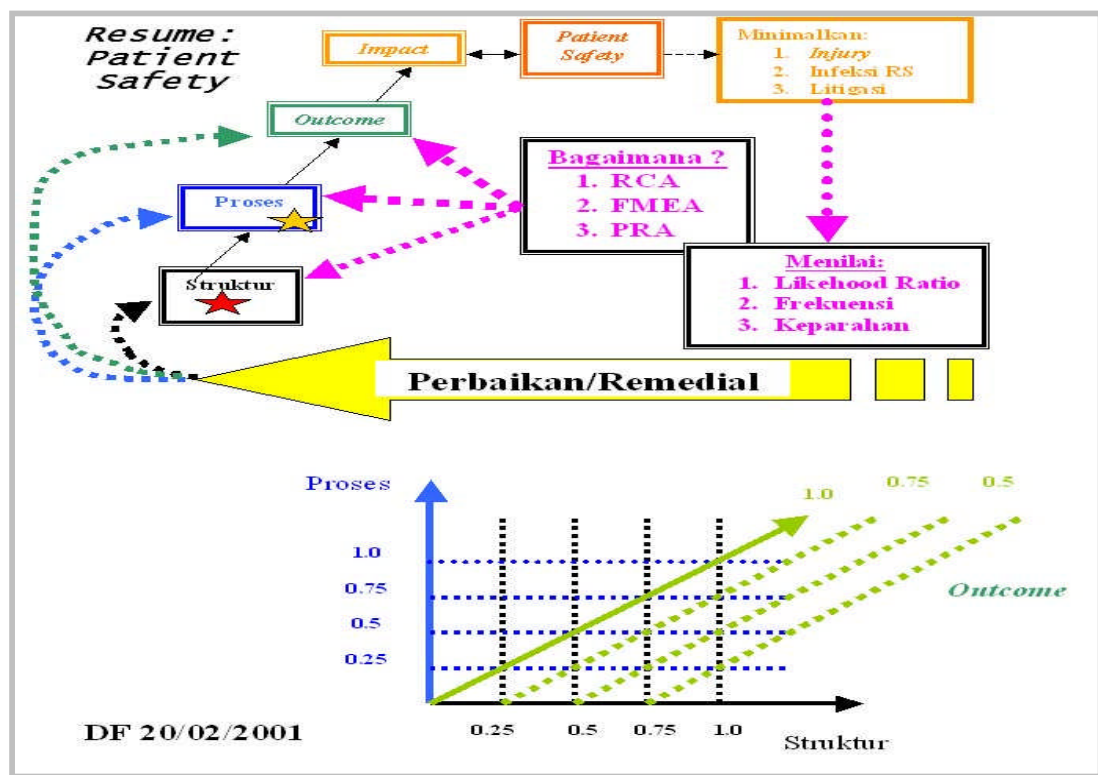 Resume:
Patient
Safety
Impact
Patient
Safety
Minimalkan:
1. Injury
2. Infeksi RS
3. Litigasi
Outcome
Bagaimana ?
1. RCA
2. FMEA
3. PRA
Proses
Menilai:
1. Likehood Ratio
2. Frekuensi
3. Keparahan
Struktur
Perbaikan/Remedial
Proses
1.0
0.75
0.5
1.0
0.75
0.5
0.25
Outcome
0.25
0.5
0.75
1.0
Struktur
DF 20/02/2001